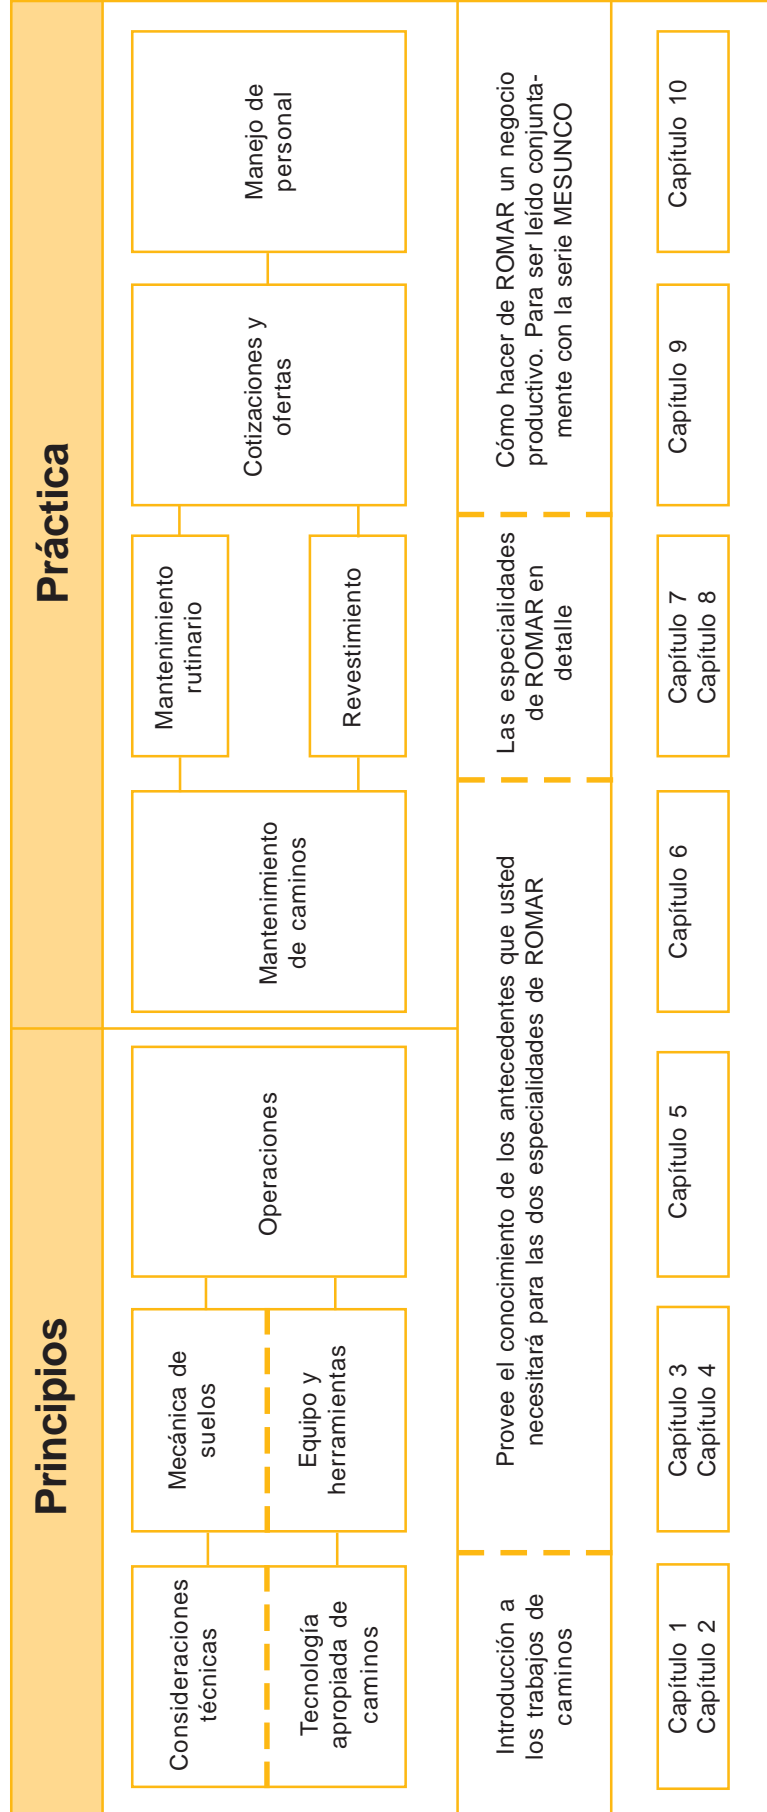 Principios
Práctica
Consideraciones
técnicas
Tecnología
apropiada de
caminos
Mecánica de
suelos
Equipo y
herramientas
Operaciones
Mantenimiento
de caminos
Mantenimiento
rutinario
Revestimiento
Cotizaciones y
ofertas
Manejo de
personal
Introducción a
los trabajos de
caminos
Provee el conocimiento de los antecedentes que usted
necesitará para las dos especialidades de ROMAR
Las especialidades
de ROMAR en
detalle
Cómo hacer de ROMAR un negocio
productivo. Para ser leído conjunta-
mente con la serie MESUNCO
Capítulo 1
Capítulo 2
Capítulo 3
Capítulo 4
Capítulo 5
Capítulo 6
Capítulo 7
Capítulo 8
Capítulo 9
Capítulo 10